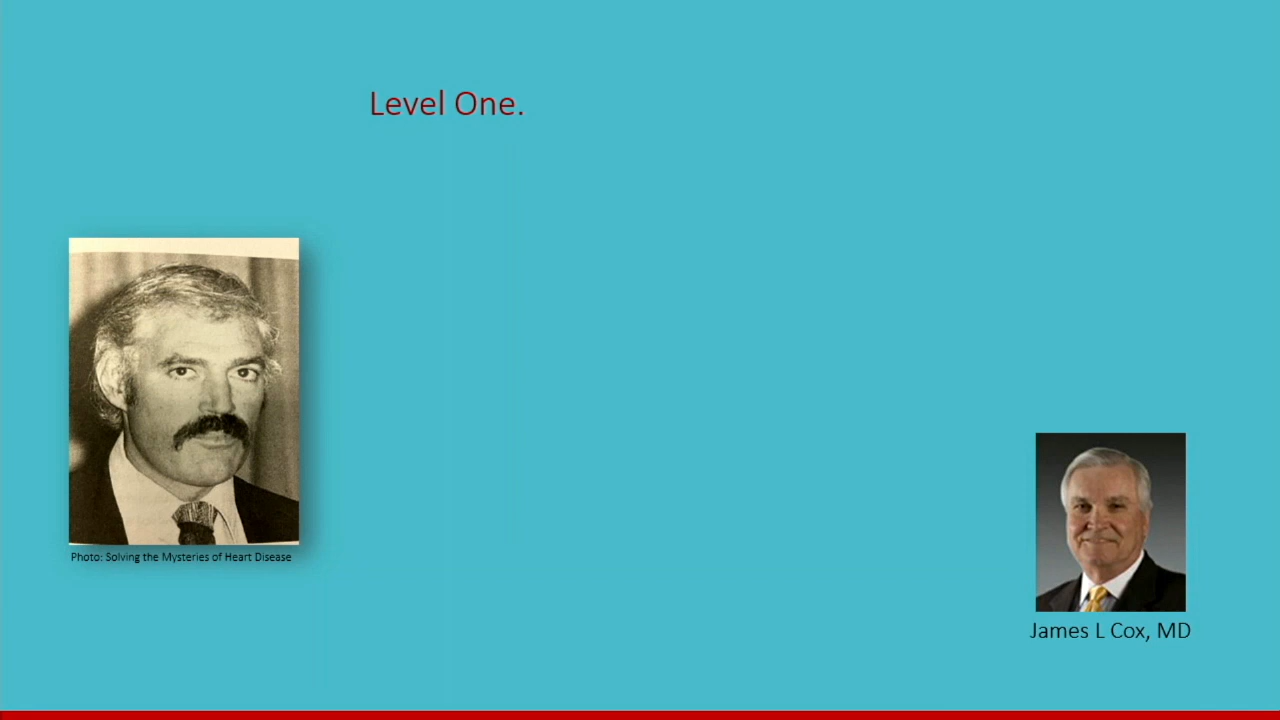 Level One.
Photo: Solving the Mysteries of Heart Disease
James L Cox, MD